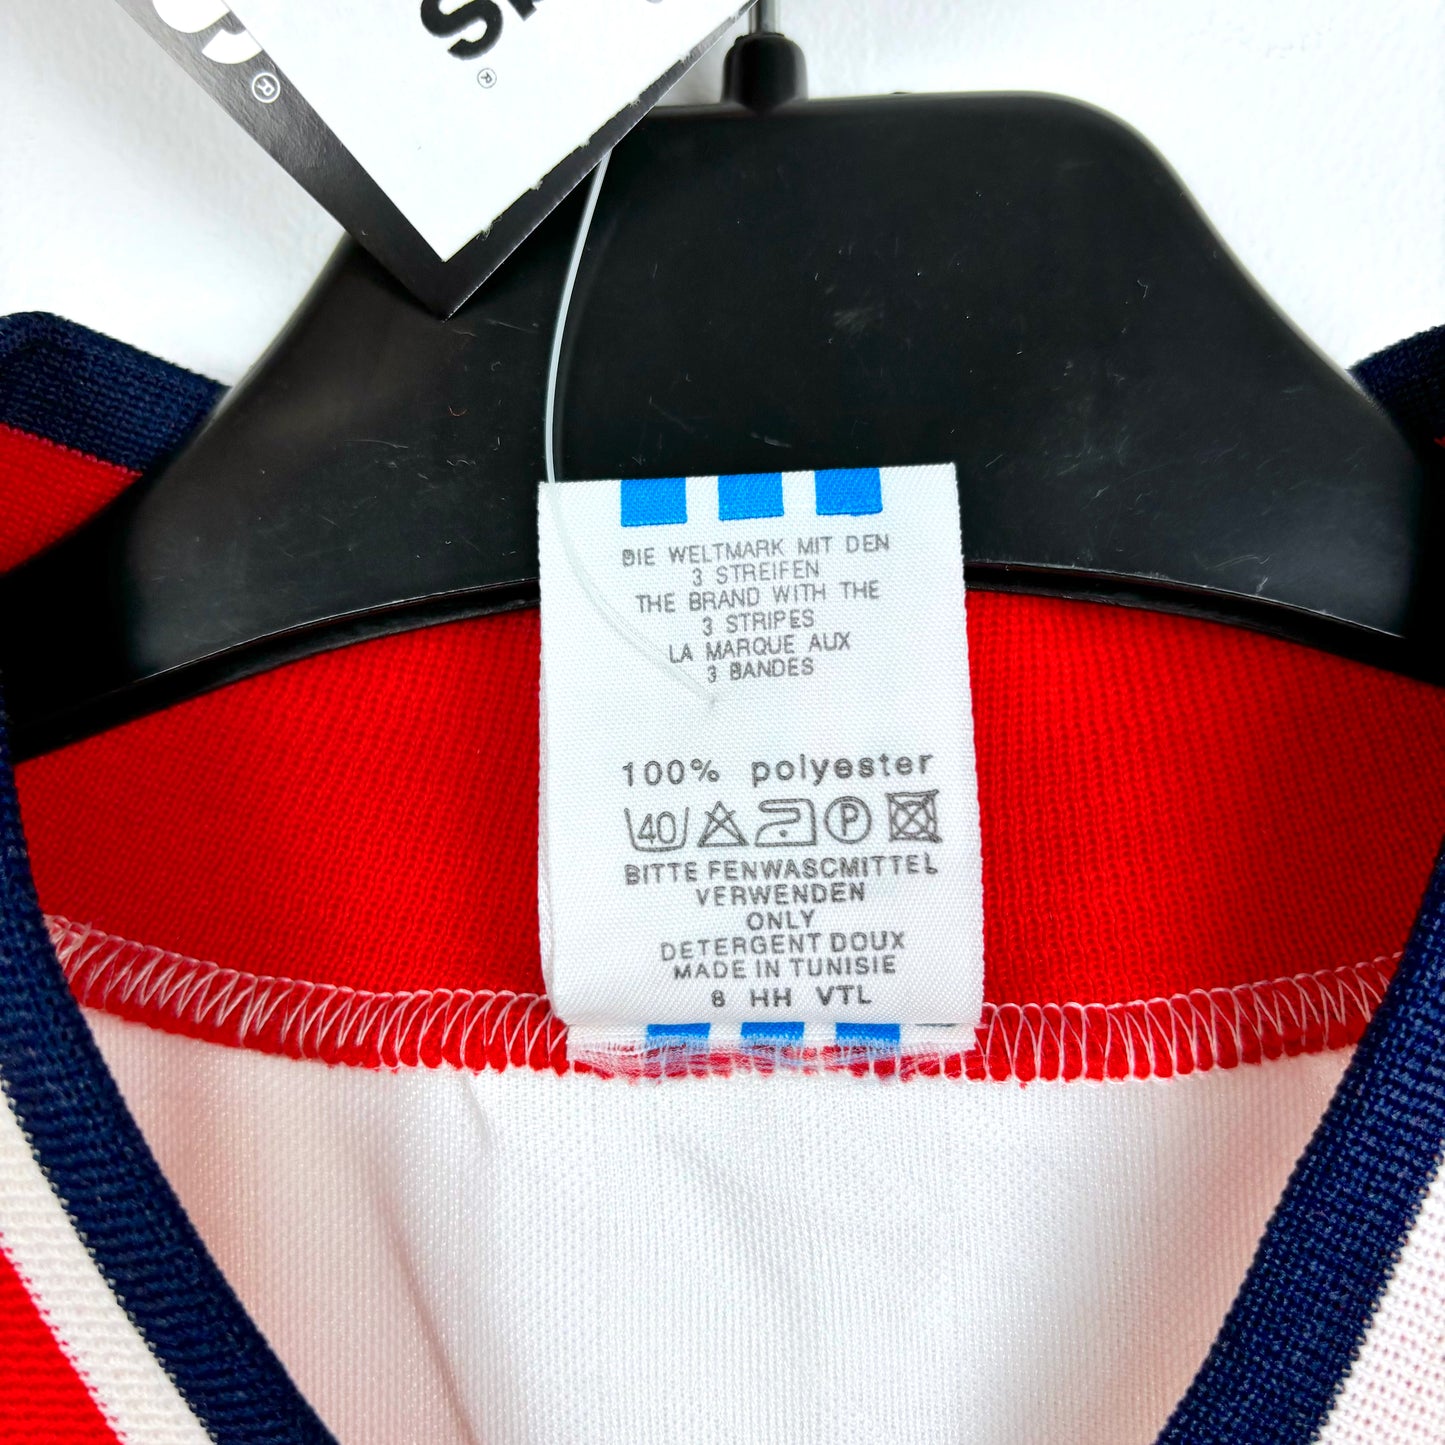 ®
®
DIE WELTMARK MIT DEN
3 STREIFEN
THE BRAND WITH THE
3 STRIPES
LA MARQUE AUX
3 BANDES
100% polyester
40 P
BITTE FENWASCMITTEL
VERWENDEN
ONLY
DETERGENT DOUX
MADE IN TUNISIE
8 HH VTL